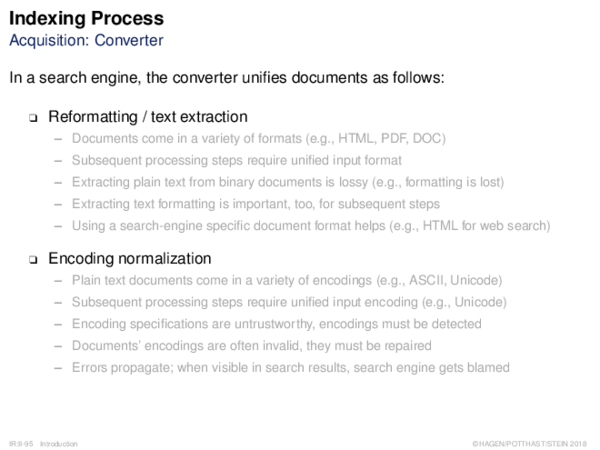 Indexing Process
Acquisition: Converter
In a search engine, the converter unifies documents as follows:
❑ Reformatting / text extraction
– Documents come in a variety of formats (e.g., HTML, PDF, DOC)
– Subsequent processing steps require unified input format
– Extracting plain text from binary documents is lossy (e.g., formatting is lost)
– Extracting text formatting is important, too, for subsequent steps
– Using a search-engine specific document format helps (e.g., HTML for web search)
❑ Encoding normalization
– Plain text documents come in a variety of encodings (e.g., ASCII, Unicode)
– Subsequent processing steps require unified input encoding (e.g., Unicode)
– Encoding specifications are untrustworthy, encodings must be detected
– Documents' encodings are often invalid, they must be repaired
– Errors propagate; when visible in search results, search engine gets blamed
IR:II-95 Introduction ©HAGEN/POTTHAST/STEIN 2018